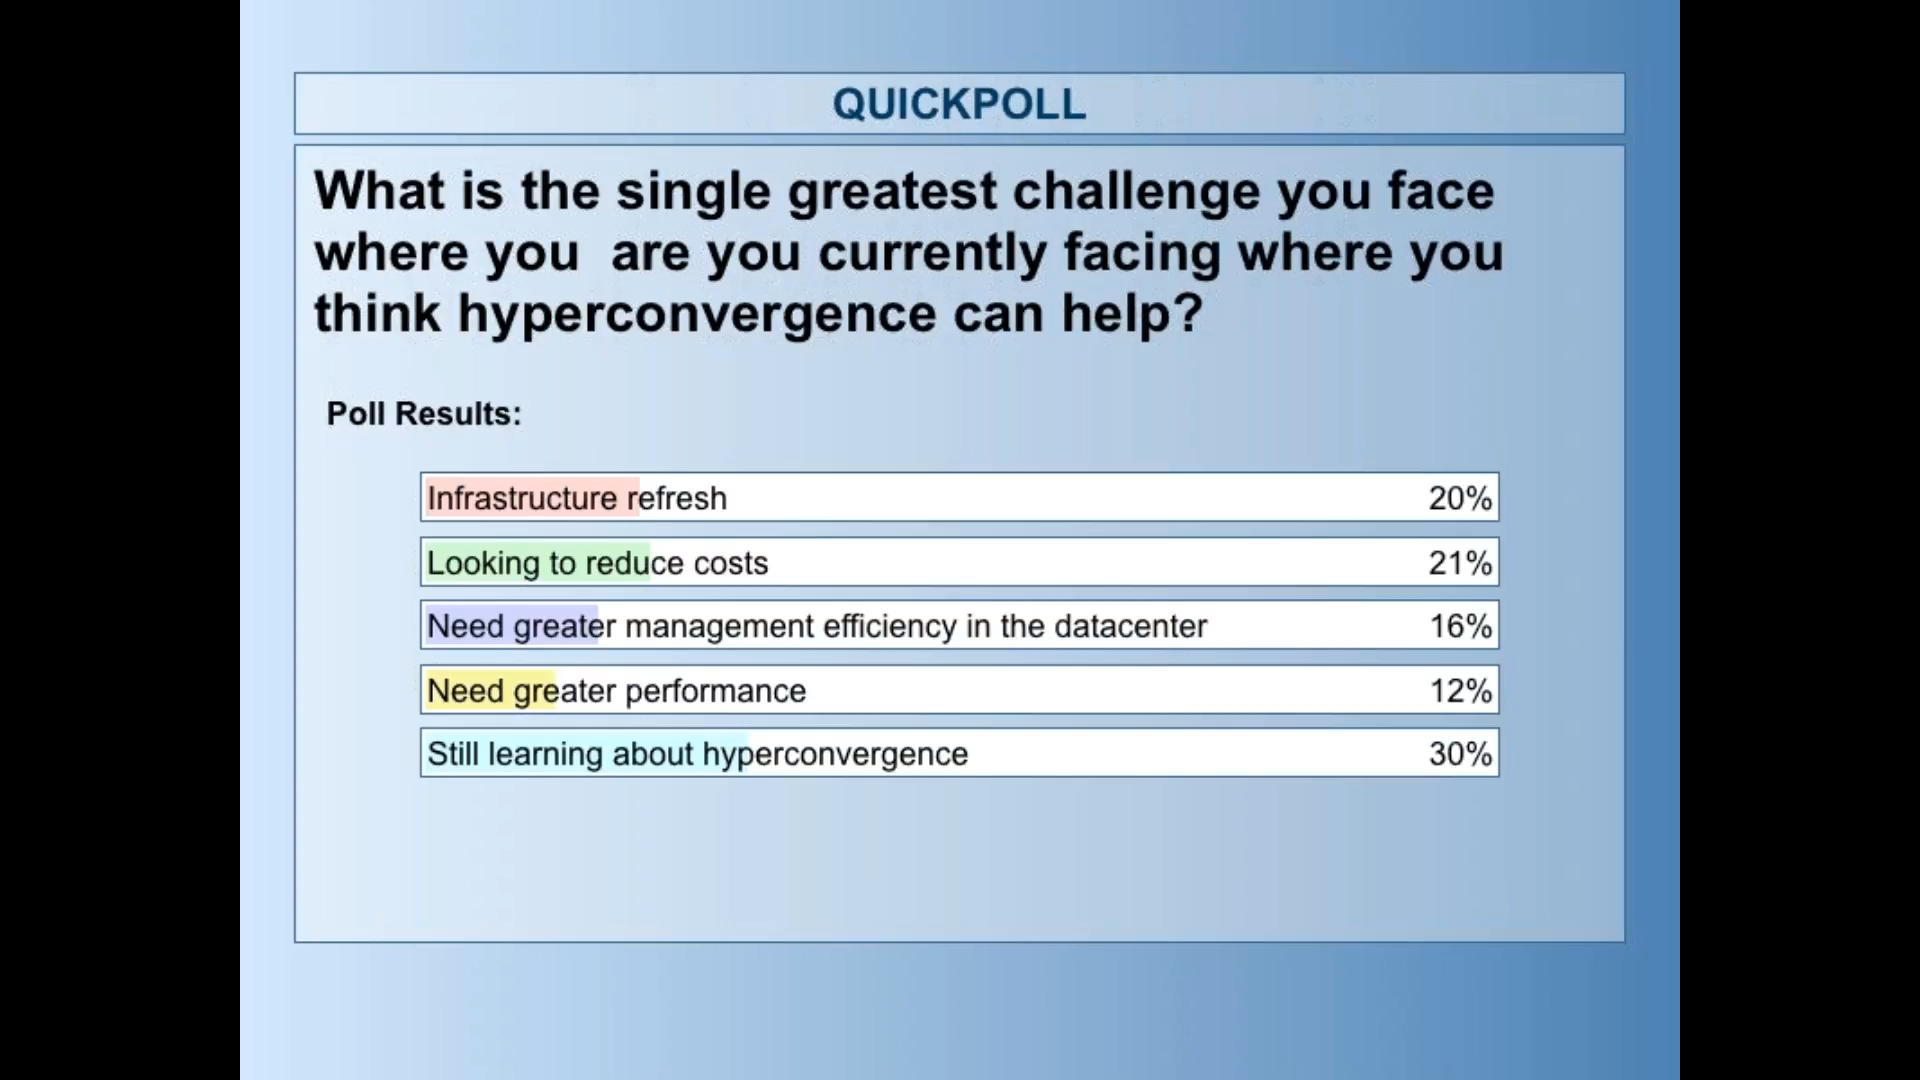 QUICKPOLL
What is the single greatest challenge you face
where you  are you currently facing where you
think hyperconvergence can help?
Poll Results:
Infrastructure refresh 20%
Looking to reduce costs 21%
Need greater management efficiency in the datacenter 16%
Need greater performance 12%
Still learning about hyperconvergence 30%